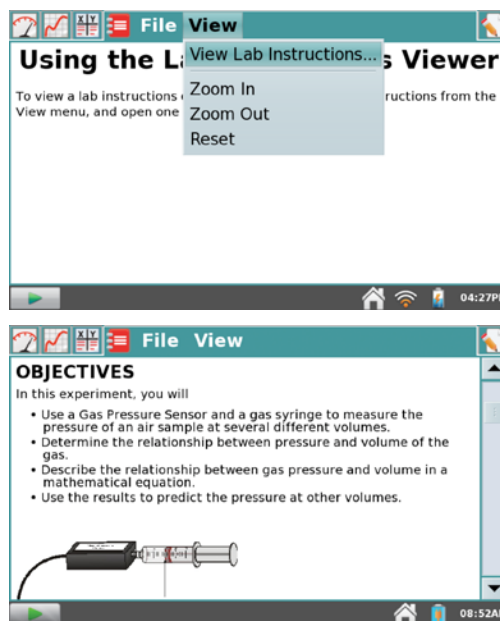 X Y
File View
Using the L s Viewer
View Lab Instructions...
To view a lab instructions ructions from the
View menu, and open one
Zoom In
Zoom Out
Reset
04:27P
X Y
File View
OBJECTIVES
In this experiment, you will
• Use a Gas Pressure Sensor and a gas syringe to measure the
pressure of an air sample at several different volumes.
• Determine the relationship between pressure and volume of the
gas.
• Describe the relationship between gas pressure and volume in a
mathematical equation.
• Use the results to predict the pressure at other volumes.
08:52A